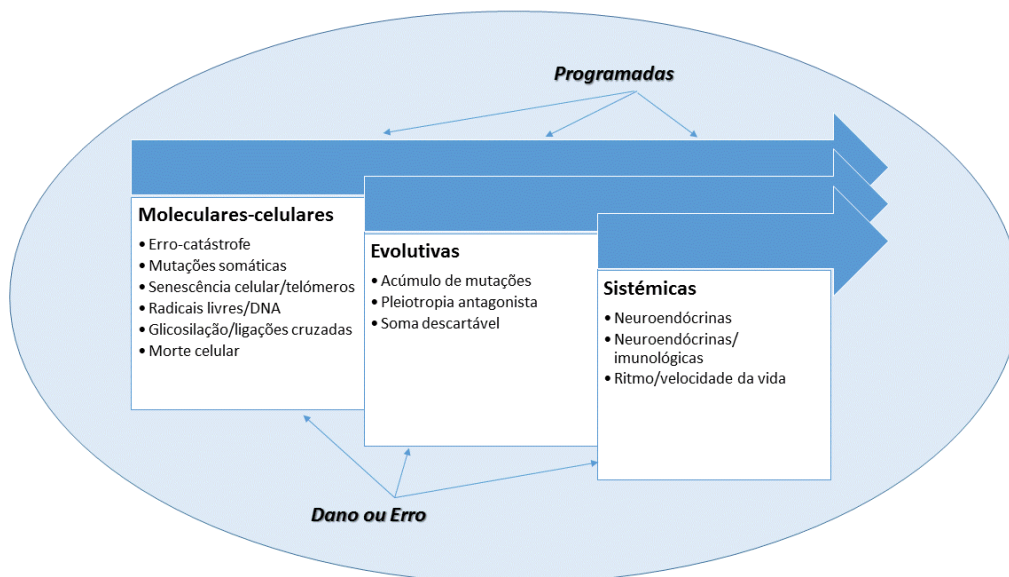 Programadas
Moleculares-celulares
• Erro-catástrofe
• Mutações somáticas
• Senescência celular/telómeros
• Radicais livres/DNA
• Glicosilação/ligações cruzadas
• Morte celular
Evolutivas
• Acúmulo de mutações
• Pleiotropia antagonista
• Soma descartável
Sistémicas
• Neuroendócrinas
• Neuroendócrinas/
imunológicas
• Ritmo/velocidade da vida
Dano ou Erro